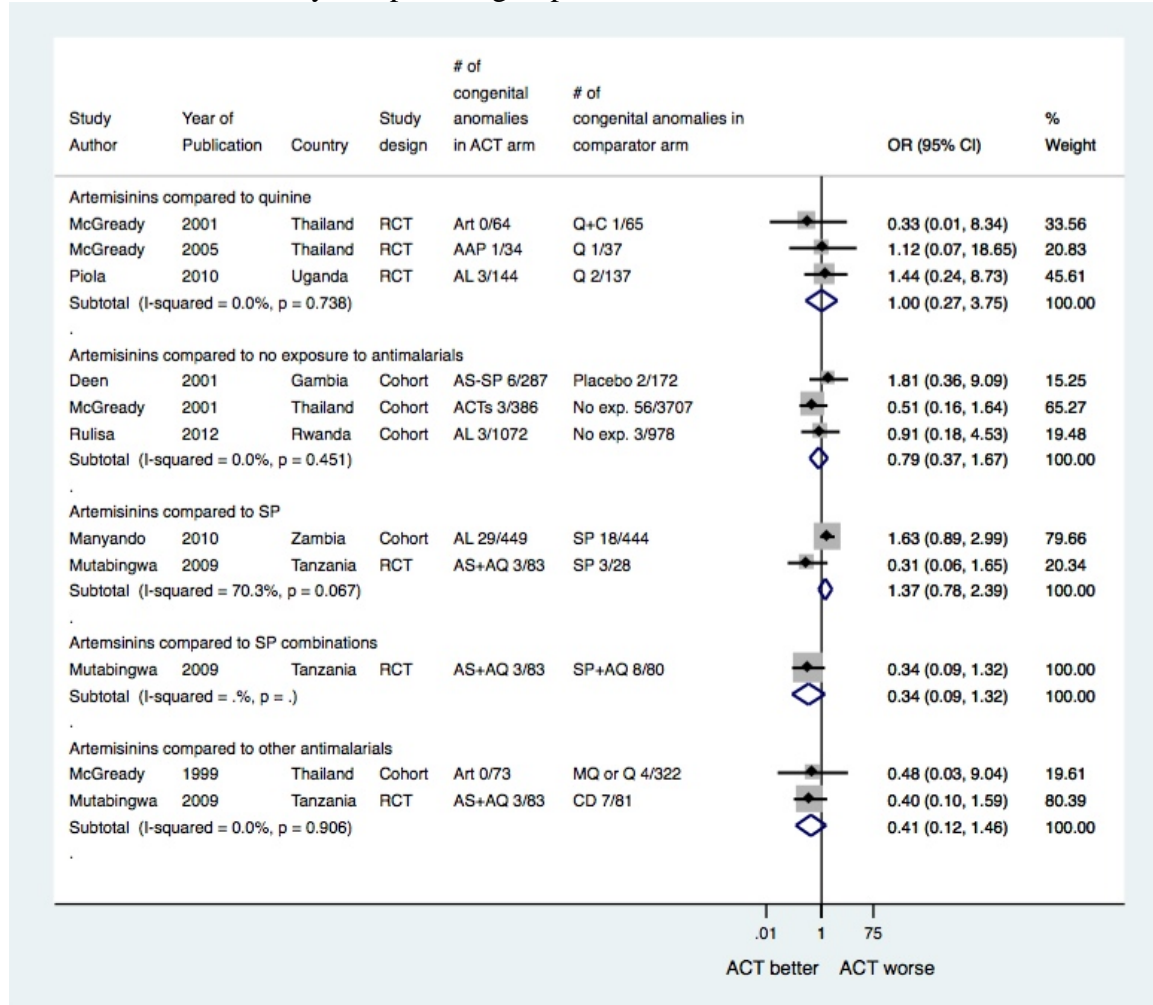 # of
congenital # of
Study Year of Study anomalies congenital anomalies in %
Author Publication Country design in ACT arm comparator arm OR (95% CI) Weight
Artemisinins compared to quinine
McGready 2001 Thailand RCT Art 0/64 Q+C 1/65 0.33 (0.01, 8.34) 33.56
McGready 2005 Thailand RCT AAP 1/34 Q 1/37 1.12 (0.07, 18.65) 20.83
Piola 2010 Uganda RCT AL 3/144 Q 2/137 1.44 (0.24, 8.73) 45.61
Subtotal (I-squared = 0.0%, p = 0.738) 1.00 (0.27, 3.75) 100.00
.
Artemisinins compared to no exposure to antimalarials
Deen 2001 Gambia Cohort AS-SP 6/287 Placebo 2/172 1.81 (0.36, 9.09) 15.25
McGready 2001 Thailand Cohort ACTs 3/386 No exp. 56/3707 0.51 (0.16, 1.64) 65.27
Rulisa 2012 Rwanda Cohort AL 3/1072 No exp. 3/978 0.91 (0.18, 4.53) 19.48
Subtotal (I-squared = 0.0%, p = 0.451) 0.79 (0.37, 1.67) 100.00
.
Artemisinins compared to SP
Manyando 2010 Zambia Cohort AL 29/449 SP 18/444 1.63 (0.89, 2.99) 79.66
Mutabingwa 2009 Tanzania RCT AS+AQ 3/83 SP 3/28 0.31 (0.06, 1.65) 20.34
Subtotal (I-squared = 70.3%, p = 0.067) 1.37 (0.78, 2.39) 100.00
.
Artemsinins compared to SP combinations
Mutabingwa 2009 Tanzania RCT AS+AQ 3/83 SP+AQ 8/80 0.34 (0.09, 1.32) 100.00
Subtotal (I-squared = .%, p = .) 0.34 (0.09, 1.32) 100.00
.
Artemisinins compared to other antimalarials
McGready 1999 Thailand Cohort Art 0/73 MQ or Q 4/322 0.48 (0.03, 9.04) 19.61
Mutabingwa 2009 Tanzania RCT AS+AQ 3/83 CD 7/81 0.40 (0.10, 1.59) 80.39
Subtotal (I-squared = 0.0%, p = 0.906) 0.41 (0.12, 1.46) 100.00
.
.01 1 75
ACT better ACT worse